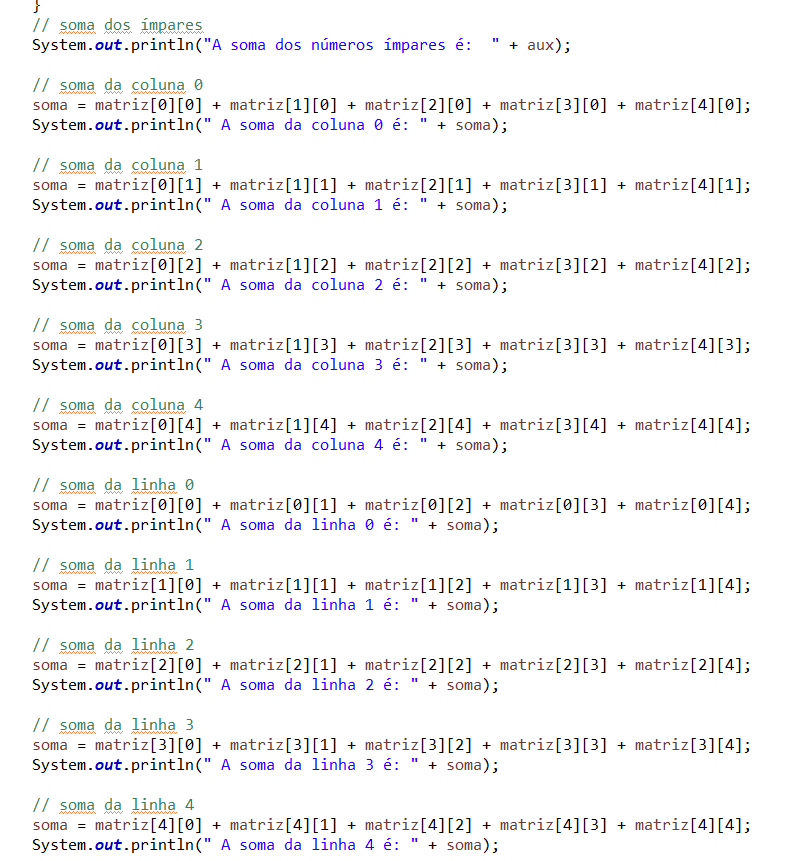 }
// soma dos ímpares
System.out.println("A soma dos números ímpares é:  " + aux);
// soma da coluna 0
soma = matriz[0][0] + matriz[1][0] + matriz[2][0] + matriz[3][0] + matriz[4][0];
System.out.println(" A soma da coluna 0 é: " + soma);
// soma da coluna 1
soma = matriz[0][1] + matriz[1][1] + matriz[2][1] + matriz[3][1] + matriz[4][1];
System.out.println(" A soma da coluna 1 é: " + soma);
// soma da coluna 2
soma = matriz[0][2] + matriz[1][2] + matriz[2][2] + matriz[3][2] + matriz[4][2];
System.out.println(" A soma da coluna 2 é: " + soma);
// soma da coluna 3
soma = matriz[0][3] + matriz[1][3] + matriz[2][3] + matriz[3][3] + matriz[4][3];
System.out.println(" A soma da coluna 3 é: " + soma);
// soma da coluna 4
soma = matriz[0][4] + matriz[1][4] + matriz[2][4] + matriz[3][4] + matriz[4][4];
System.out.println(" A soma da coluna 4 é: " + soma);
// soma da linha 0
soma = matriz[0][0] + matriz[0][1] + matriz[0][2] + matriz[0][3] + matriz[0][4];
System.out.println(" A soma da linha 0 é: " + soma);
// soma da linha 1
soma = matriz[1][0] + matriz[1][1] + matriz[1][2] + matriz[1][3] + matriz[1][4];
System.out.println(" A soma da linha 1 é: " + soma);
// soma da linha 2
soma = matriz[2][0] + matriz[2][1] + matriz[2][2] + matriz[2][3] + matriz[2][4];
System.out.println(" A soma da linha 2 é: " + soma);
// soma da linha 3
soma = matriz[3][0] + matriz[3][1] + matriz[3][2] + matriz[3][3] + matriz[3][4];
System.out.println(" A soma da linha 3 é: " + soma);
// soma da linha 4
soma = matriz[4][0] + matriz[4][1] + matriz[4][2] + matriz[4][3] + matriz[4][4];
System.out.println(" A soma da linha 4 é: " + soma);